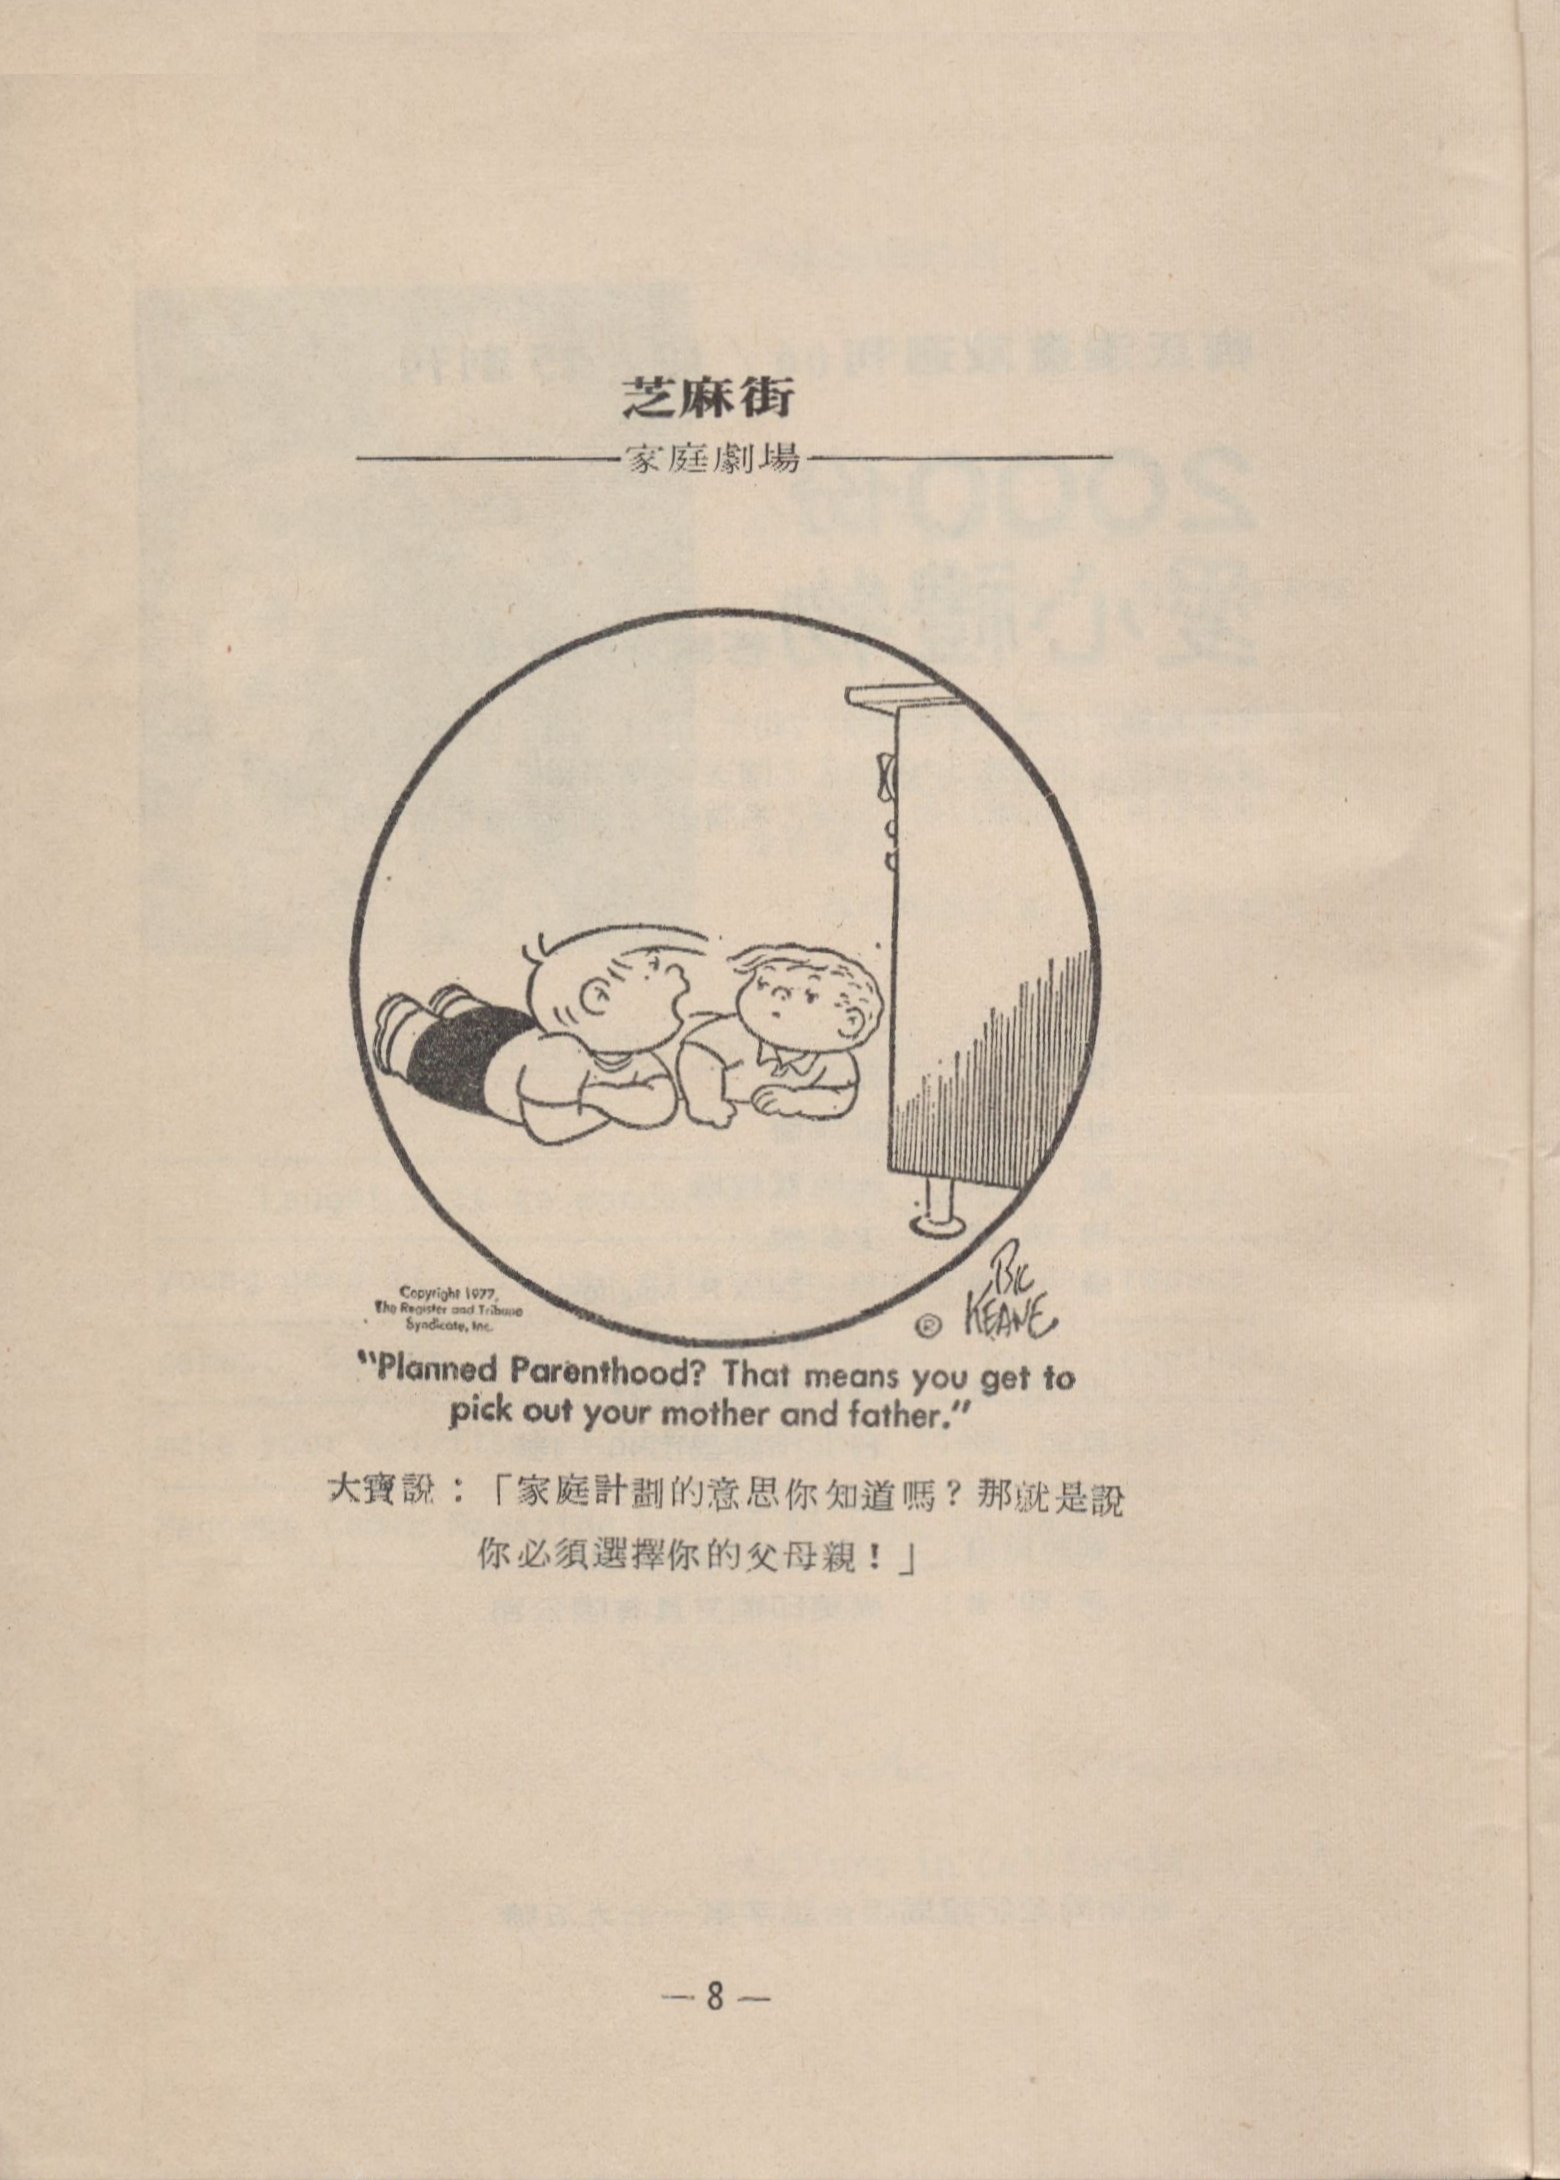 芝麻街
家庭劇場
Copyright 1977,
The Register and Tribune
Syndicate, Inc.
® BIL
KEANE
"Planned Parenthood? That means you get to
pick out your mother and father."
大寶說：「家庭計劃的意思你知道嗎？那就是說
你必須選擇你的父母親！」
— 8 —